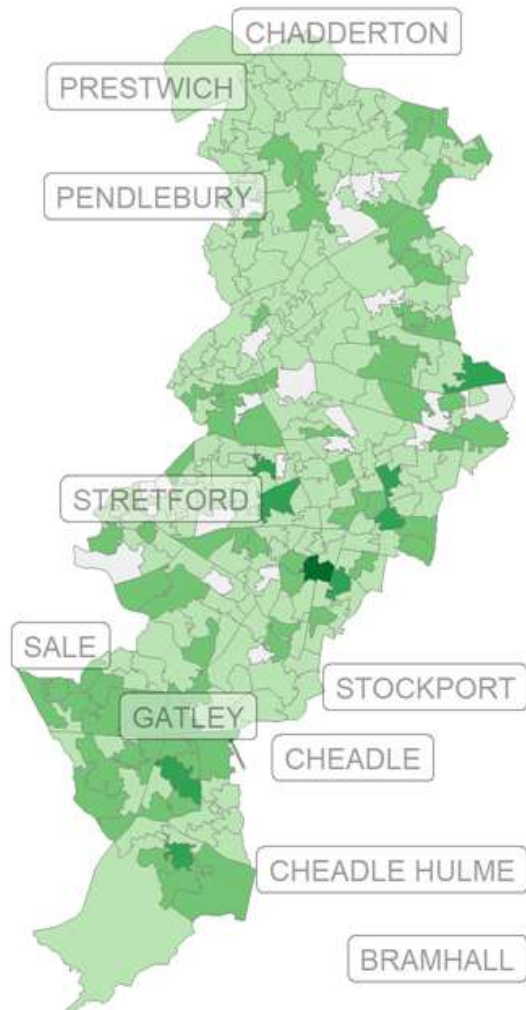 CHADDERTON
PRESTWICH
PENDLEBURY
STRETFORD
SALE
STOCKPORT
GATLEY
CHEADLE
CHEADLE HULME
BRAMHALL